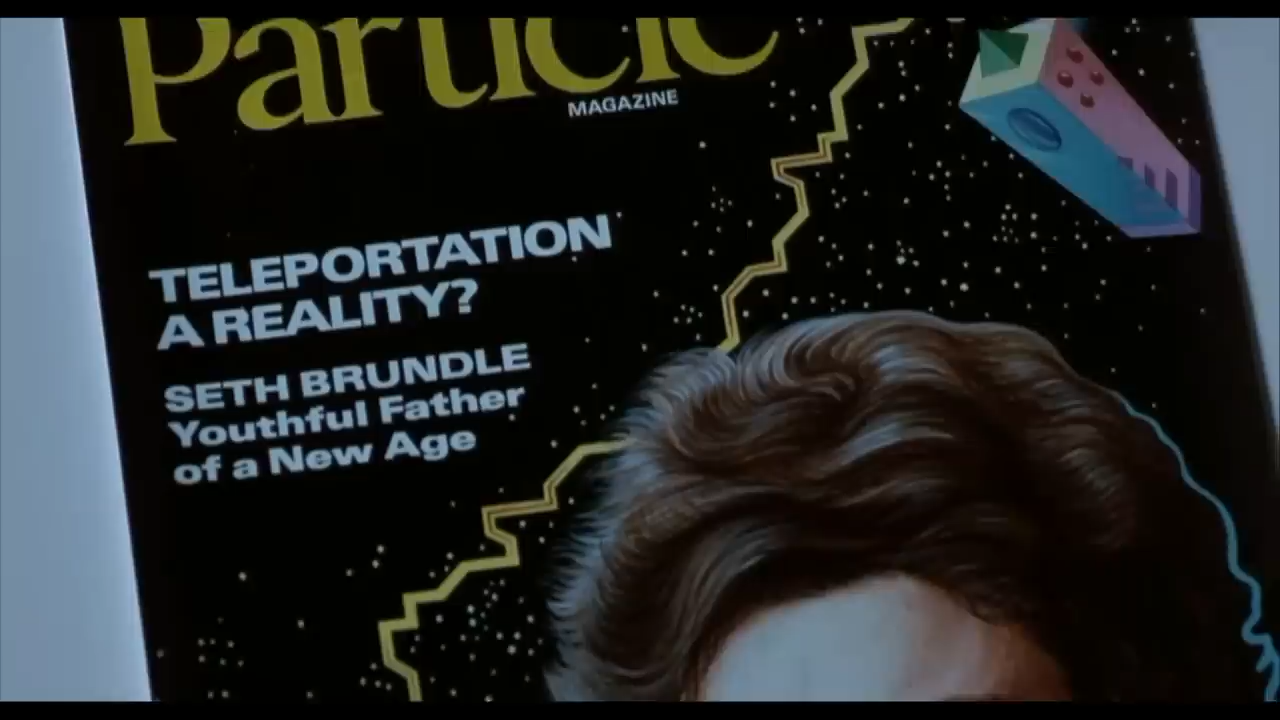 Particle
MAGAZINE
TELEPORTATION
A REALITY?
SETH BRUNDLE
Youthful Father
of a New Age